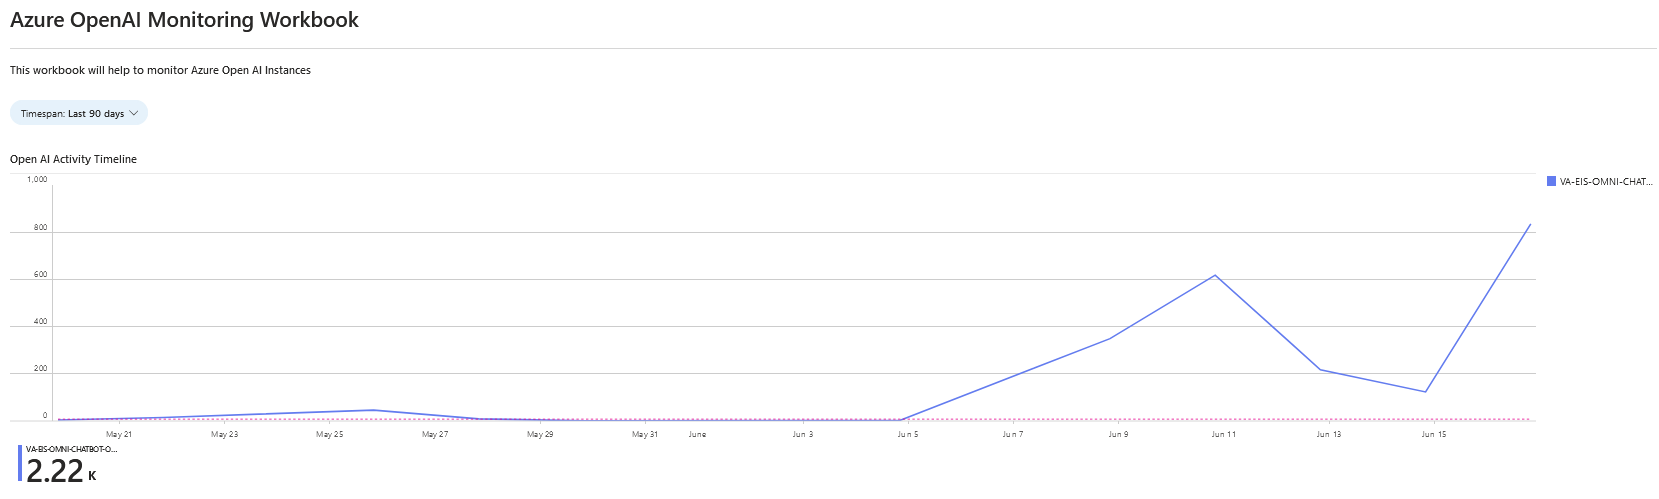 Azure OpenAI Monitoring Workbook
This workbook will help to monitor Azure Open AI Instances
Timespan: Last 90 days
Open AI Activity Timeline
1,000
800
600
400
200
0
May 21 May 23 May 25 May 27 May 29 May 31 June Jun 3 Jun 5 Jun 7 Jun 9 Jun 11 Jun 13 Jun 15
VA-EIS-OMNI-CHAT...
VA-EIS-OMNI-CHATBOT-O...
2.22 K